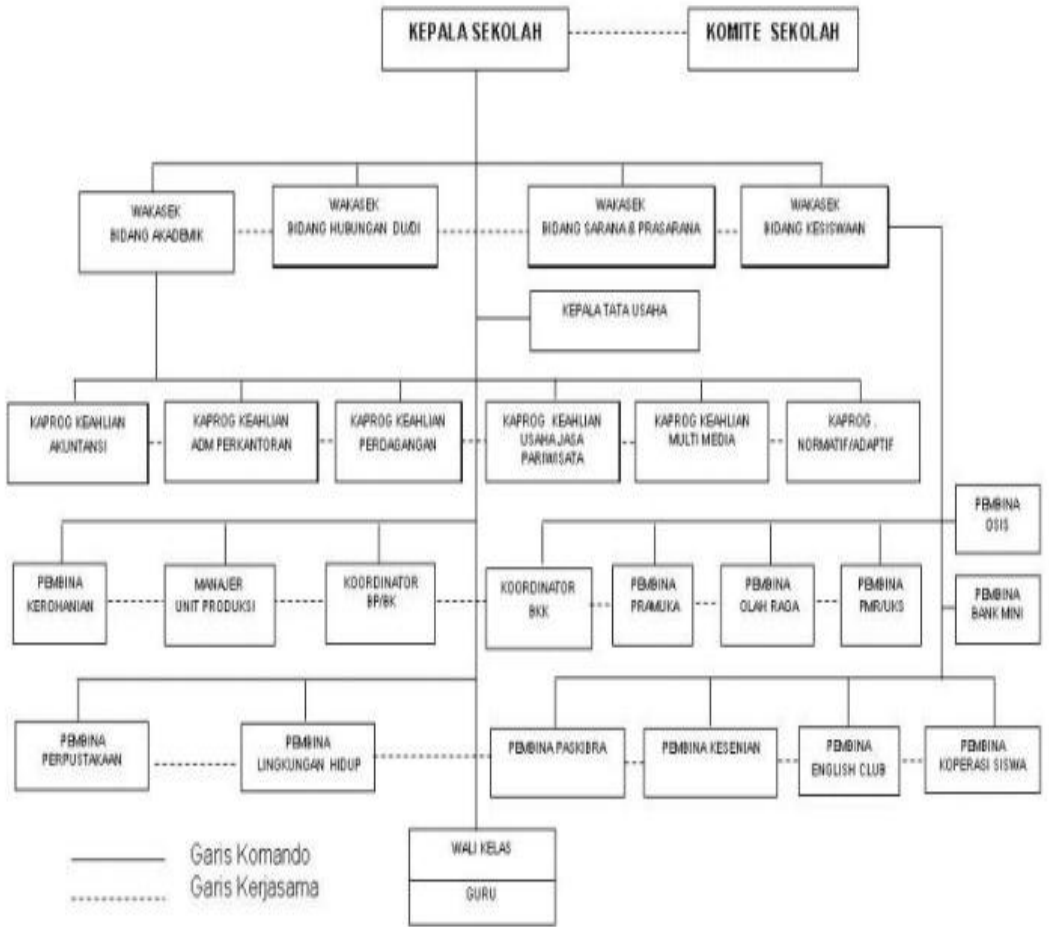 KEPALA SEKOLAH
KOMITE SEKOLAH
WAKASEK
BIDANG AKADEMIK
WAKASEK
BIDANG HUBUNGAN DU/DI
WAKASEK
BIDANG SARANA & PRASARANA
WAKASEK
BIDANG KESISWAAN
KEPALA TATA USAHA
KAPROG KEAHLIAN
AKUNTANSI
KAPROG KEAHLIAN
ADM PERKANTORAN
KAPROG KEAHLIAN
PERDAGANGAN
KAPROG KEAHLIAN
USAHA JASA
PARIWISATA
KAPROG KEAHLIAN
MULTI MEDIA
KAPROG .
NORMATIF/ADAPTIF
PEMBINA
OSIS
PEMBINA
KEROHANIAN
MANAJER
UNIT PRODUKSI
KOORDINATOR
BP/BK
KOORDINATOR
BKK
PEMBINA
PRAMUKA
PEMBINA
OLAH RAGA
PEMBINA
PMR/UKS
PEMBINA
BANK MINI
PEMBINA
PERPUSTAKAAN
PEMBINA
LINGKUNGAN HIDUP
PEMBINA PASKIBRA
PEMBINA KESENIAN
PEMBINA
ENGLISH CLUB
PEMBINA
KOPERASI SISWA
WALI KELAS
GURU
Garis Komando
Garis Kerjasama